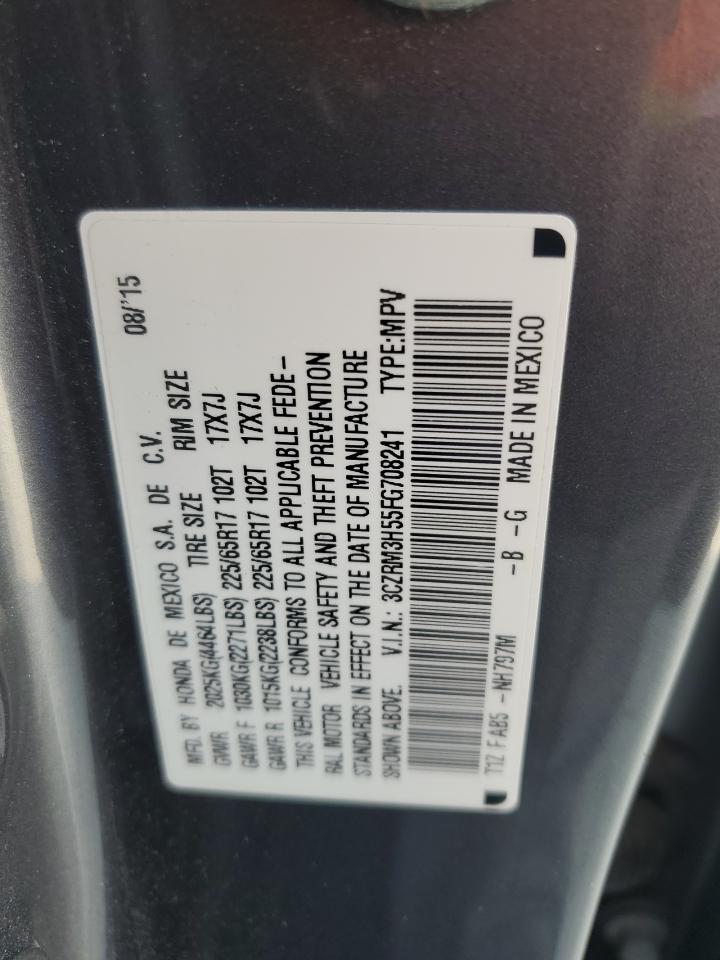 MFD. BY HONDA DE MEXICO S.A. DE C.V. 08/'15
GVWR 2025KG(4464LBS) TIRE SIZE RIM SIZE
GAWR F 1030KG(2271LBS) 225/65R17 102T 17X7J
GAWR R 1015KG(2238LBS) 225/65R17 102T 17X7J
THIS VEHICLE CONFORMS TO ALL APPLICABLE FEDE-
RAL MOTOR VEHICLE SAFETY AND THEFT PREVENTION
STANDARDS IN EFFECT ON THE DATE OF MANUFACTURE
SHOWN ABOVE. V.I.N.: 3CZRM3H55FG708241 TYPE:MPV
T1Z F AB5 -NH797M -B -G MADE IN MEXICO